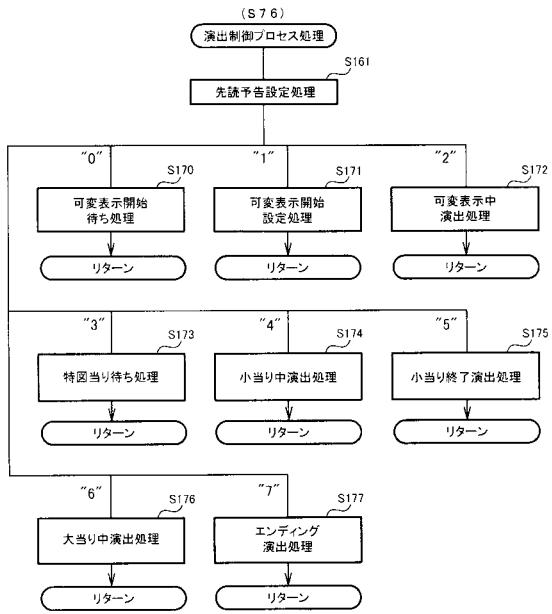 (S76)
演出制御プロセス処理
S161
先読予告設定処理
"0"
"1"
"2"
S170
S171
S172
可変表示開始
待ち処理
可変表示開始
設定処理
可変表示中
演出処理
リターン
リターン
リターン
"3"
"4"
"5"
S173
S174
S175
特図当り待ち処理
小当り中演出処理
小当り終了演出処理
リターン
リターン
リターン
"6"
"7"
S176
S177
大当り中演出処理
エンディング
演出処理
リターン
リターン